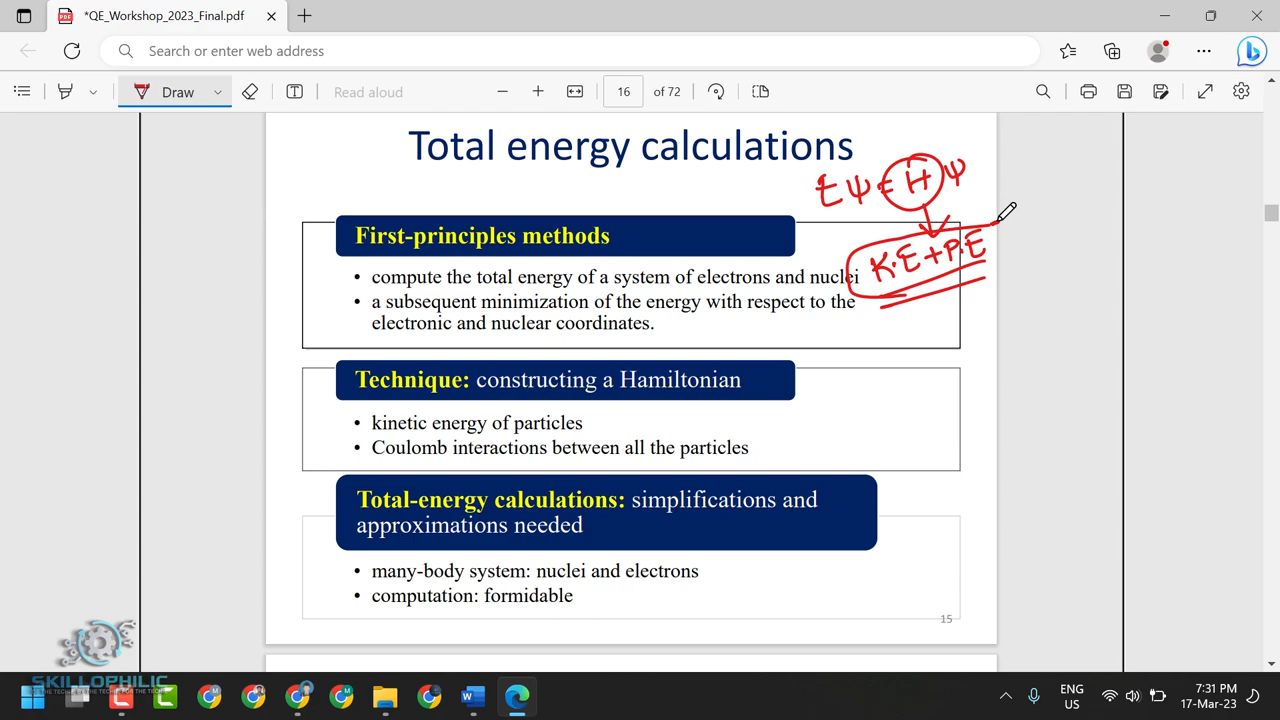 *QE_Workshop_2023_Final.pdf
Search or enter web address
Draw
Read aloud
16 of 72
Total energy calculations
Eψ = Hψ
K.E + P.E
First-principles methods
• compute the total energy of a system of electrons and nuclei
• a subsequent minimization of the energy with respect to the
electronic and nuclear coordinates.
Technique: constructing a Hamiltonian
• kinetic energy of particles
• Coulomb interactions between all the particles
Total-energy calculations: simplifications and
approximations needed
• many-body system: nuclei and electrons
• computation: formidable
15
SKILLOPHILIC
ENG
US
7:31 PM
17-Mar-23